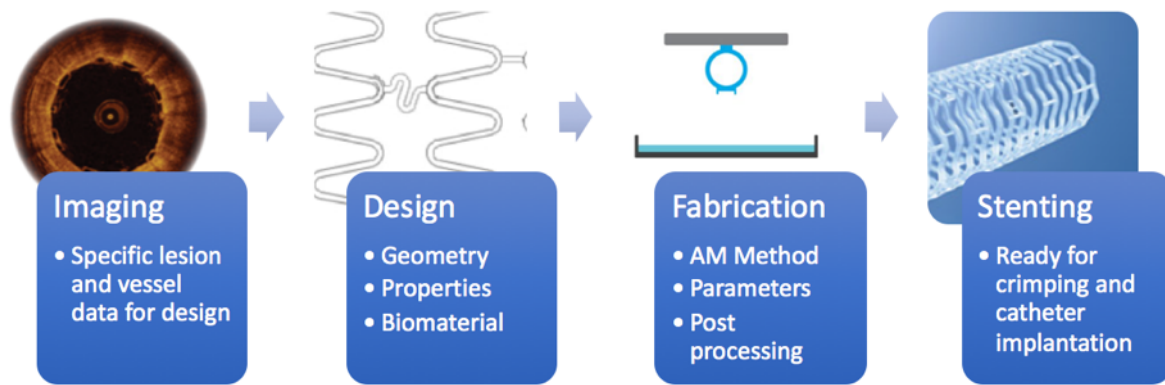 Imaging
• Specific lesion
and vessel
data for design
Design
• Geometry
• Properties
• Biomaterial
Fabrication
• AM Method
• Parameters
• Post
processing
Stenting
• Ready for
crimping and
catheter
implantation